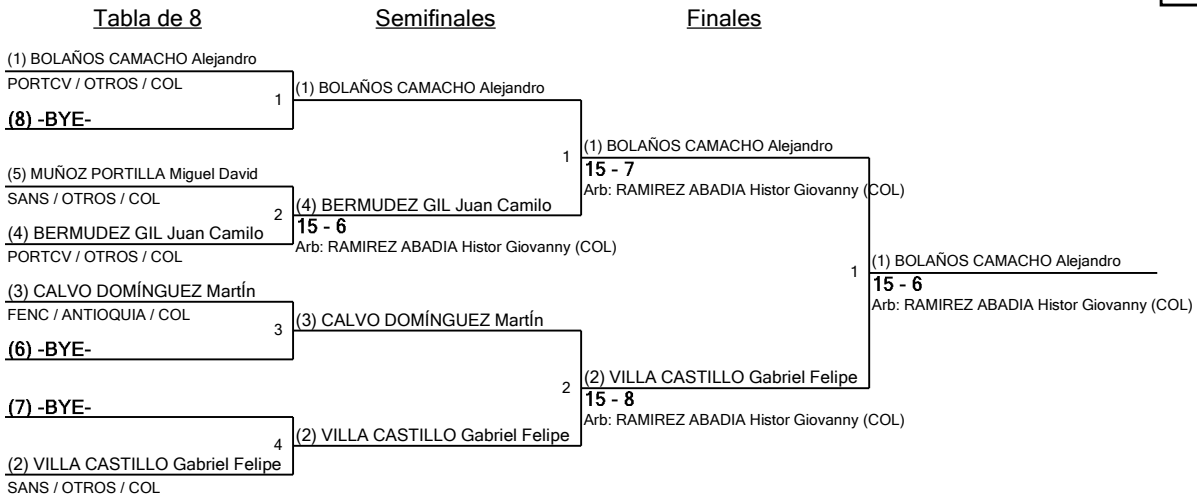 Tabla de 8
Semifinales
Finales
(1) BOLAÑOS CAMACHO Alejandro
PORTCV / OTROS / COL
1
(8) -BYE-
(5) MUÑOZ PORTILLA Miguel David
SANS / OTROS / COL
2
(4) BERMUDEZ GIL Juan Camilo
PORTCV / OTROS / COL
(3) CALVO DOMÍNGUEZ MartÍn
FENC / ANTIOQUIA / COL
3
(6) -BYE-
(7) -BYE-
4
(2) VILLA CASTILLO Gabriel Felipe
SANS / OTROS / COL
(1) BOLAÑOS CAMACHO Alejandro
1
(4) BERMUDEZ GIL Juan Camilo
15 - 6
Arb: RAMIREZ ABADIA Histor Giovanny (COL)
(3) CALVO DOMÍNGUEZ MartÍn
2
(2) VILLA CASTILLO Gabriel Felipe
(1) BOLAÑOS CAMACHO Alejandro
15 - 7
Arb: RAMIREZ ABADIA Histor Giovanny (COL)
1
(2) VILLA CASTILLO Gabriel Felipe
15 - 8
Arb: RAMIREZ ABADIA Histor Giovanny (COL)
(1) BOLAÑOS CAMACHO Alejandro
15 - 6
Arb: RAMIREZ ABADIA Histor Giovanny (COL)